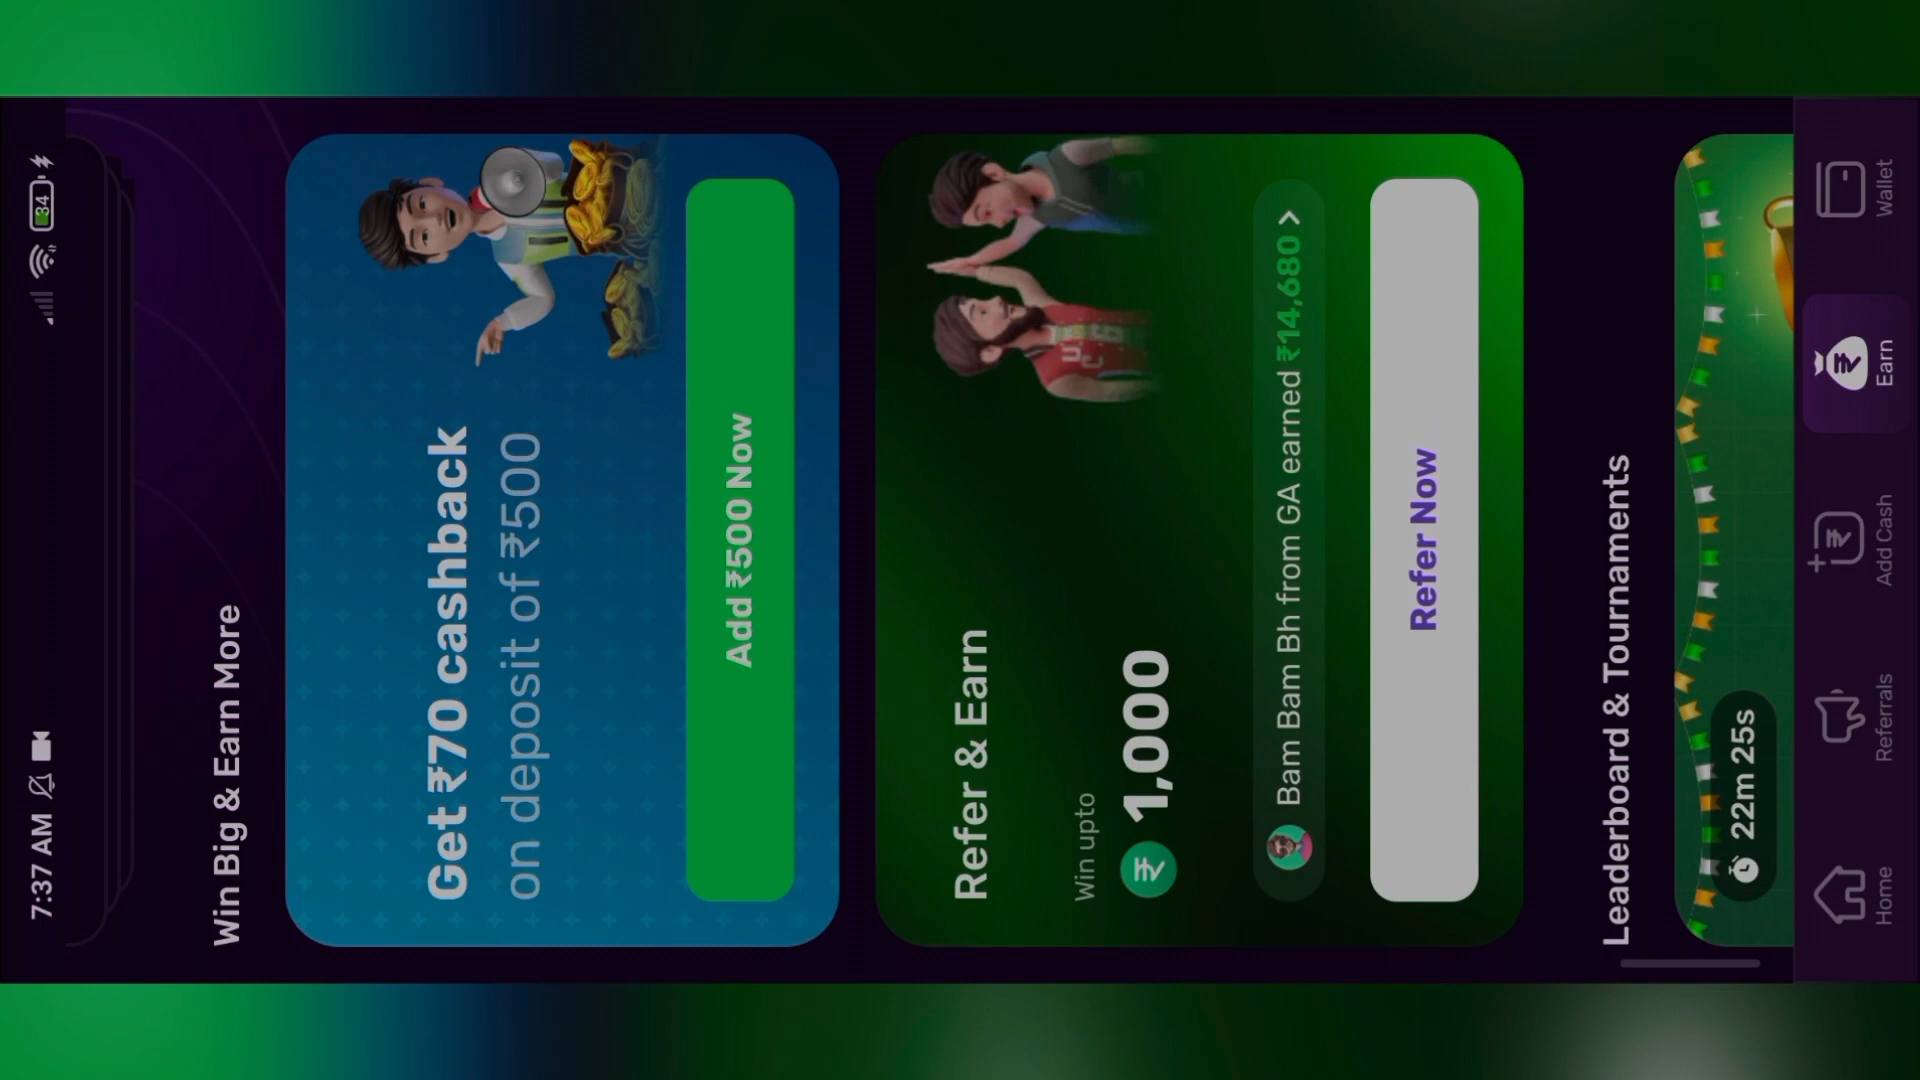 7:37 AM
34
Win Big & Earn More
Get ₹70 cashback
on deposit of ₹500
Add ₹500 Now
Refer & Earn
Win upto
₹ 1,000
Bam Bam Bh from GA earned ₹14,680 >
Refer Now
Leaderboard & Tournaments
22m 25s
Home
Referrals
Add Cash
Earn
Wallet